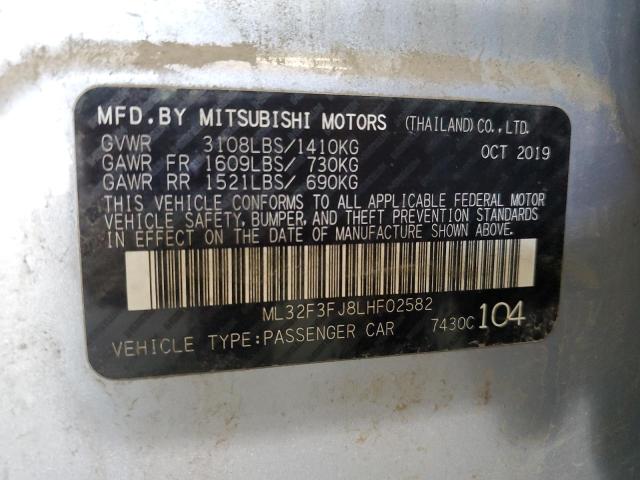 MFD.BY MITSUBISHI MOTORS (THAILAND) CO.,LTD.
GVWR 3108LBS/1410KG OCT 2019
GAWR FR 1609LBS/ 730KG
GAWR RR 1521LBS/ 690KG
THIS VEHICLE CONFORMS TO ALL APPLICABLE FEDERAL MOTOR
VEHICLE SAFETY, BUMPER, AND THEFT PREVENTION STANDARDS
IN EFFECT ON THE DATE OF MANUFACTURE SHOWN ABOVE.
ML32F3FJ8LHF02582
VEHICLE TYPE:PASSENGER CAR 7430C 104